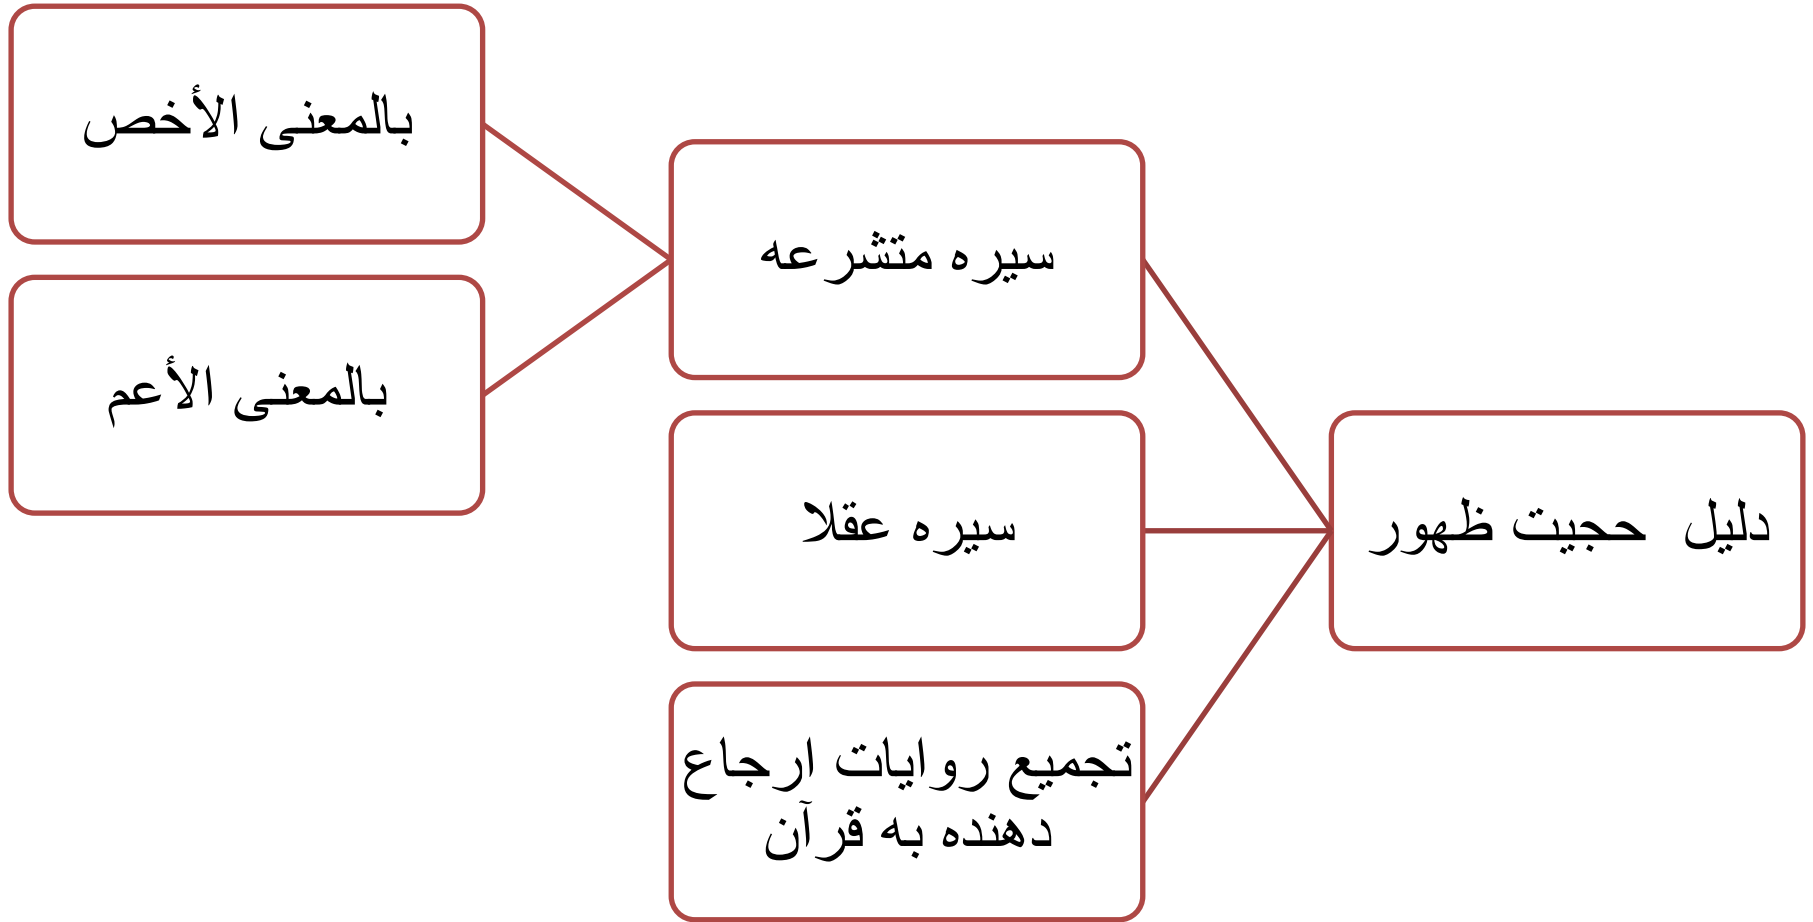 دلیل حجیت ظهور
سیره متشرعه
بالمعنی الأخص
بالمعنی الأعم
سیره عقلا
تجمیع روایات ارجاع
دهنده به قرآن